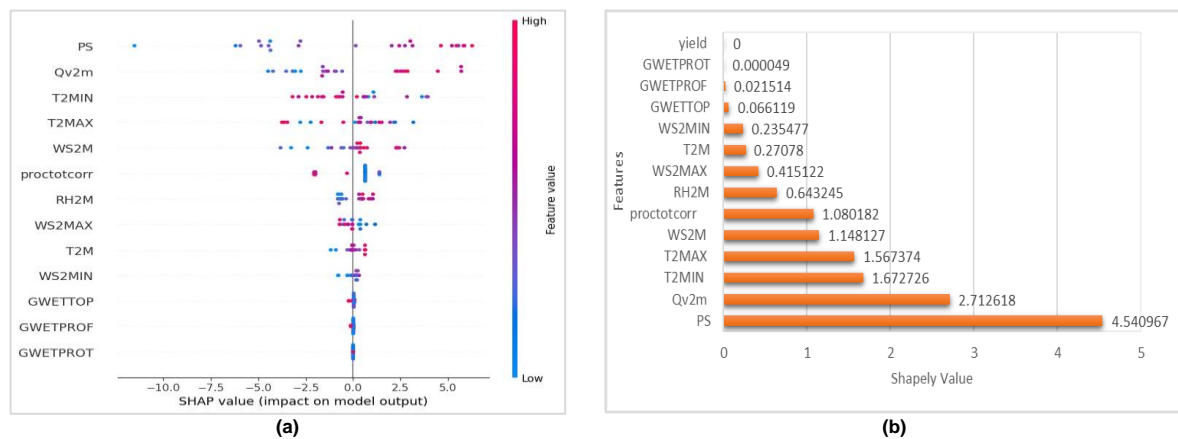 High
PS
Qv2m
T2MIN
T2MAX
WS2M
proctotcorr
RH2M
WS2MAX
T2M
WS2MIN
GWETTOP
GWETPROF
GWETPROT
Feature value
Low
−10.0 −7.5 −5.0 −2.5 0.0 2.5 5.0
SHAP value (impact on model output)
(a)
Features
yield 0
GWETPROT 0.000049
GWETPROF 0.021514
GWETTOP 0.066119
WS2MIN 0.235477
T2M 0.27078
WS2MAX 0.415122
RH2M 0.643245
proctotcorr 1.080182
WS2M 1.148127
T2MAX 1.567374
T2MIN 1.672726
Qv2m 2.712618
PS 4.540967
0 1 2 3 4 5
Shapely Value
(b)